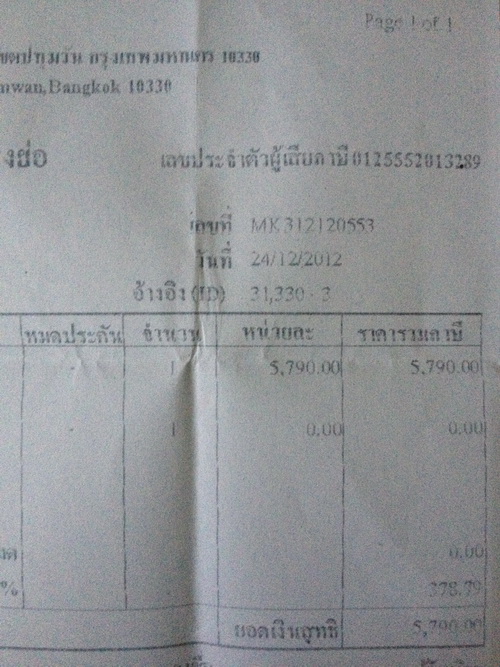 Page 1 of 1
เขตปทุมวัน กรุงเทพมหานคร 10330
mwan,Bangkok 10330
งย่อ เลขประจำตัวผู้เสียภาษี 0125552013289
เลขที่ MK312120553
วันที่ 24/12/2012
อ้างอิง (ID) 31,330 - 3
หมดประกัน จำนวน หน่วยละ ราคารวมภาษี
- 1 5,790.00 5,790.00
- 1 0.00 0.00
0.00
% 378.79
ยอดเงินสุทธิ 5,790.00